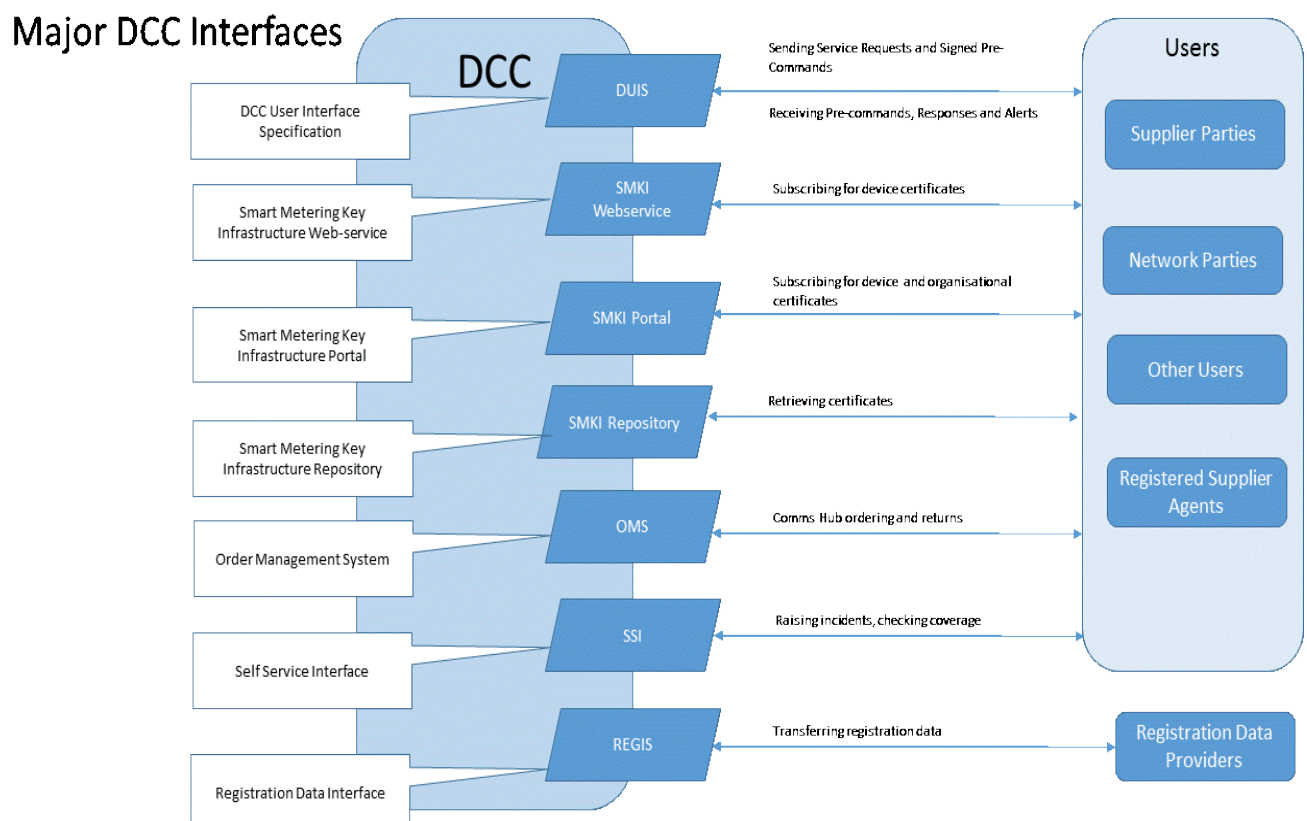 Major DCC Interfaces
DCC
Users
DCC User Interface
Specification
DUIS
Sending Service Requests and Signed Pre-
Commands
Receiving Pre-commands, Responses and Alerts
Supplier Parties
Smart Metering Key
Infrastructure Web-service
SMKI
Webservice
Subscribing for device certificates
Network Parties
Smart Metering Key
Infrastructure Portal
SMKI Portal
Subscribing for device and organisational
certificates
Other Users
Smart Metering Key
Infrastructure Repository
SMKI Repository
Retrieving certificates
Registered Supplier
Agents
Order Management System
OMS
Comms Hub ordering and returns
Self Service Interface
SSI
Raising incidents, checking coverage
Registration Data Interface
REGIS
Transferring registration data
Registration Data
Providers